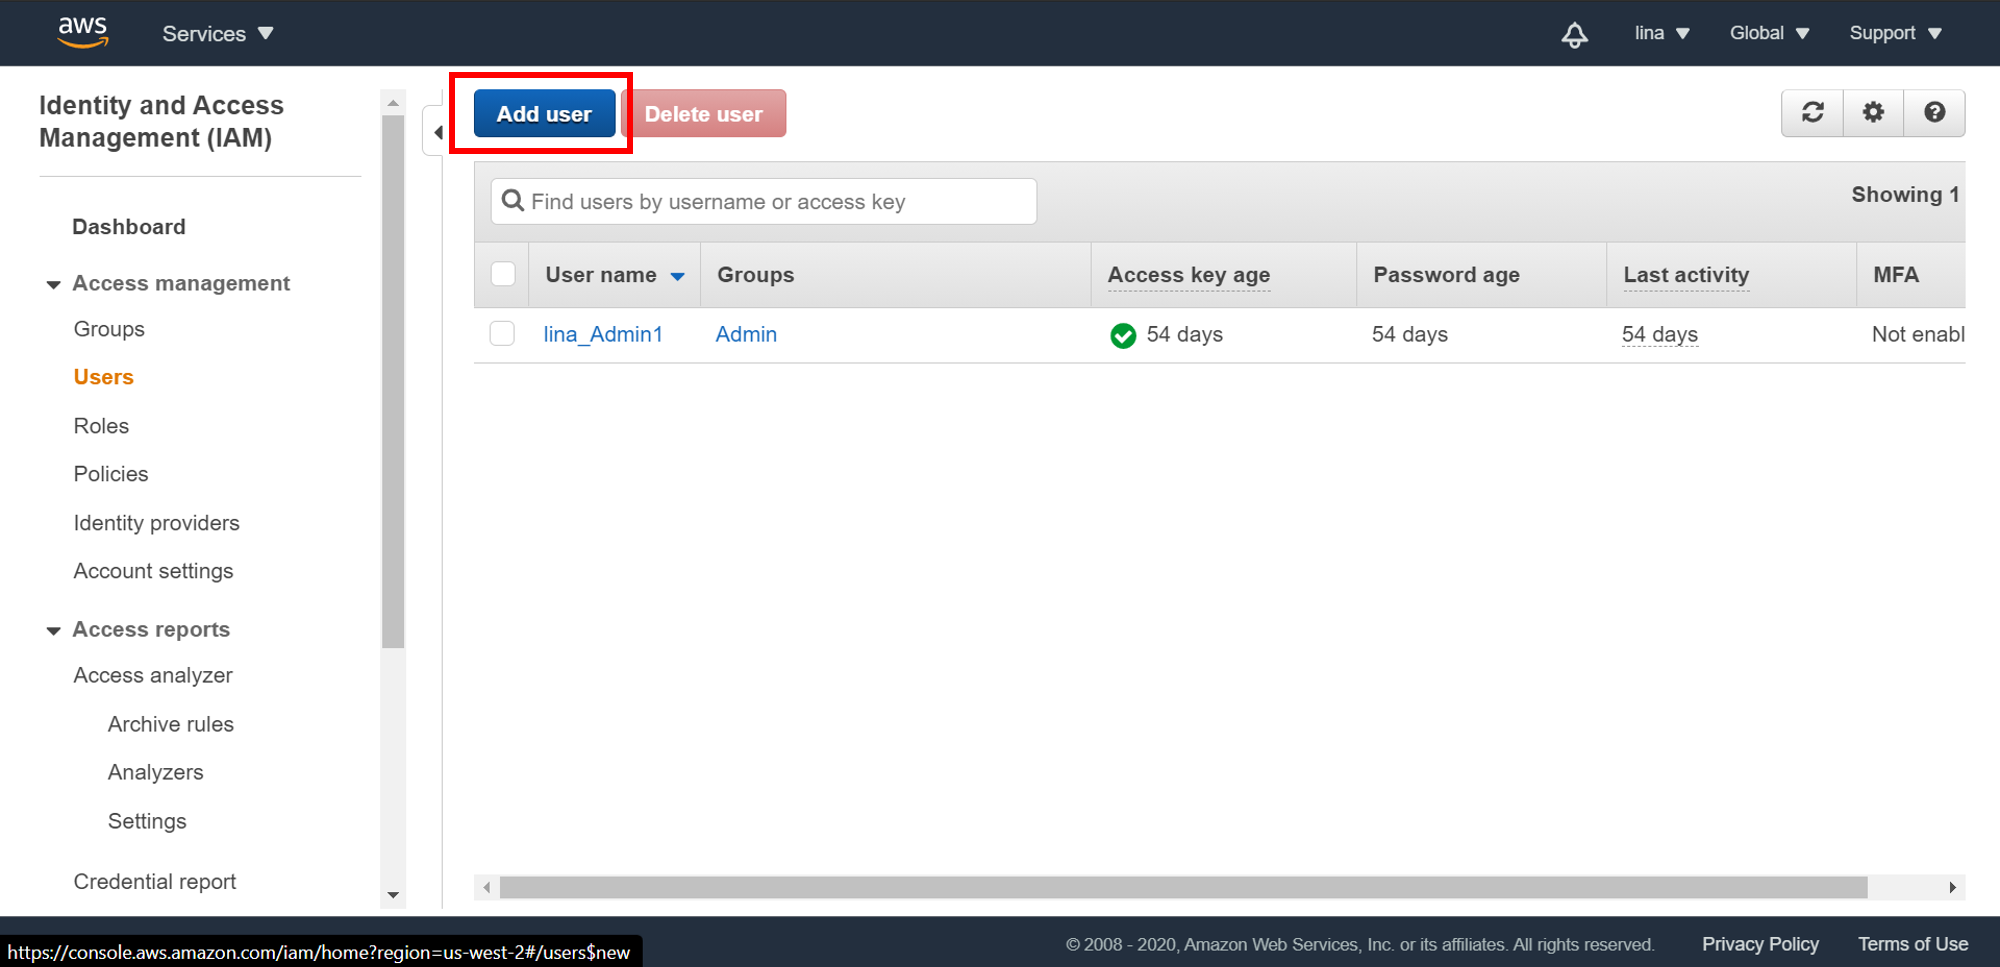 aws
Services
lina
Global
Support
Identity and Access
Management (IAM)
Dashboard
Access management
Groups
Users
Roles
Policies
Identity providers
Account settings
Access reports
Access analyzer
Archive rules
Analyzers
Settings
Credential report
Add user
Delete user
Find users by username or access key
Showing 1
User name
Groups
Access key age
Password age
Last activity
MFA
lina_Admin1
Admin
54 days
54 days
54 days
Not enabl
https://console.aws.amazon.com/iam/home?region=us-west-2#/users$new
© 2008 - 2020, Amazon Web Services, Inc. or its affiliates. All rights reserved.
Privacy Policy
Terms of Use